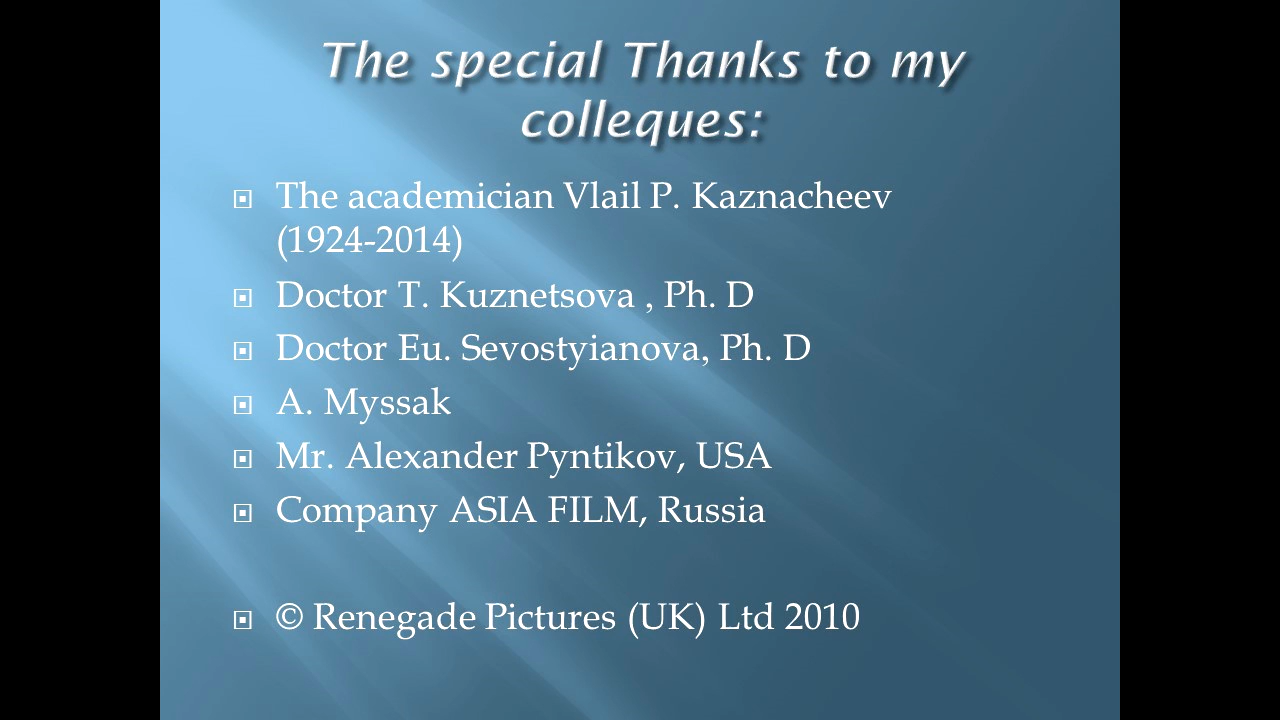 The special Thanks to my
colleques:
The academician Vlail P. Kaznacheev
(1924-2014)
Doctor T. Kuznetsova , Ph. D
Doctor Eu. Sevostyianova, Ph. D
A. Myssak
Mr. Alexander Pyntikov, USA
Company ASIA FILM, Russia
© Renegade Pictures (UK) Ltd 2010